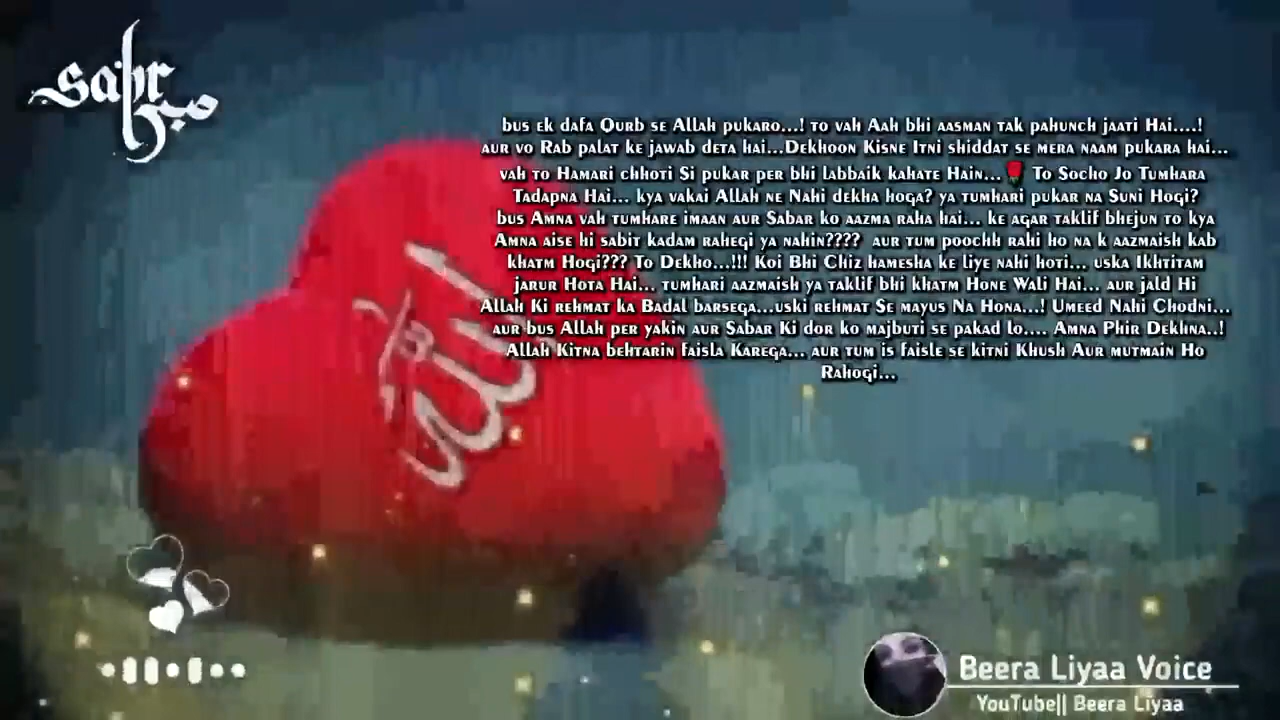 sabr
صبر
bus ek dafa Qurb se Allah pukaro...! to vah Aah bhi aasman tak pahunch jaati Hai....!
aur vo Rab palat ke jawab deta hai...Dekhoon Kisne Itni shiddat se mera naam pukara hai...
vah to Hamari chhoti Si pukar per bhi labbaik kahate Hain...🌹 To Socho Jo Tumhara
Tadapna Hai... kya vakai Allah ne Nahi dekha hoga? ya tumhari pukar na Suni Hogi?
bus Amna vah tumhare imaan aur Sabar ko aazma raha hai... ke agar taklif bhejun to kya
Amna aise hi sabit kadam rahegi ya nahin???? aur tum poochh rahi ho na k aazmaish kab
khatm Hogi??? To Dekho...!!! Koi Bhi Chiz hamesha ke liye nahi hoti... uska Ikhtitam
jarur Hota Hai... tumhari aazmaish ya taklif bhi khatm Hone Wali Hai... aur jald Hi
Allah Ki rehmat ka Badal barsega...uski rehmat Se mayus Na Hona...! Umeed Nahi Chodni...
aur bus Allah per yakin aur Sabar Ki dor ko majbuti se pakad lo.... Amna Phir Dekhna..!
Allah Kitna behtarin faisla Karega... aur tum is faisle se kitni Khush Aur mutmain Ho
Rahogi...
الله
Beera Liyaa Voice
YouTube|| Beera Liyaa